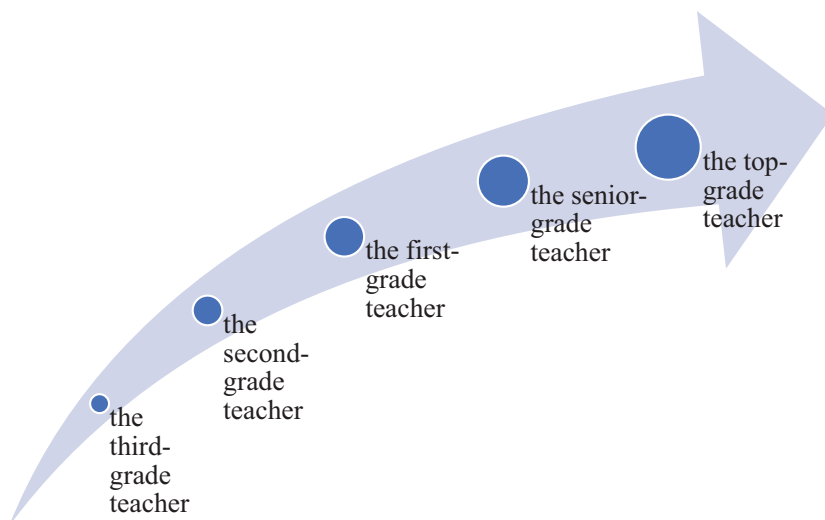 the
third-
grade
teacher
the
second-
grade
teacher
the first-
grade
teacher
the senior-
grade
teacher
the top-
grade
teacher